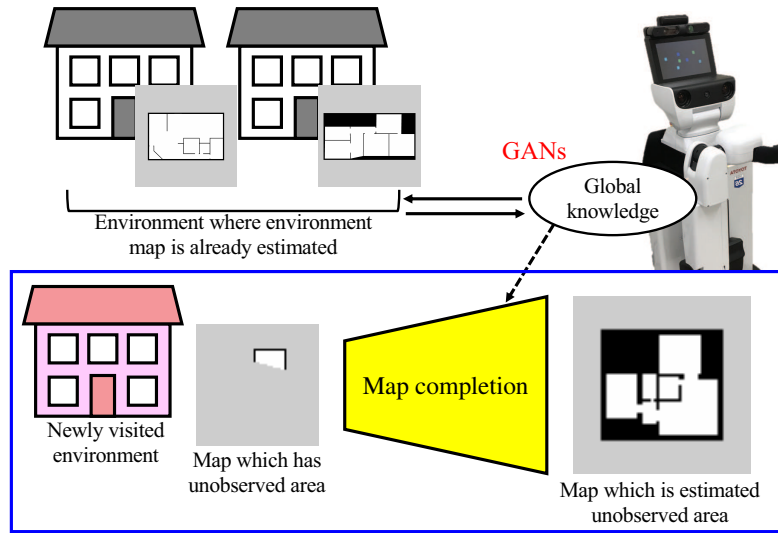 GANs
Global
knowledge
Environment where environment
map is already estimated
Map completion
Newly visited
environment
Map which has
unobserved area
Map which is estimated
unobserved area